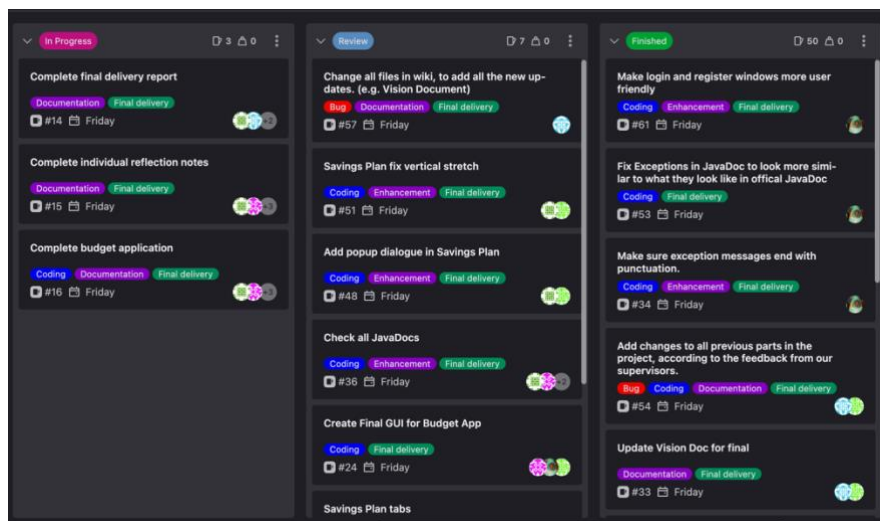 In Progress
3 0
Complete final delivery report
Documentation Final delivery
#14 Friday
+2
Complete individual reflection notes
Documentation Final delivery
#15 Friday
+3
Complete budget application
Coding Documentation Final delivery
#16 Friday
+3
Review
7 0
Change all files in wiki, to add all the new up-
dates. (e.g. Vision Document)
Bug Documentation Final delivery
#57 Friday
Savings Plan fix vertical stretch
Coding Enhancement Final delivery
#51 Friday
Add popup dialogue in Savings Plan
Coding Enhancement Final delivery
#48 Friday
Check all JavaDocs
Coding Enhancement Final delivery
#36 Friday
+2
Create Final GUI for Budget App
Coding Final delivery
#24 Friday
Savings Plan tabs
Finished
50 0
Make login and register windows more user
friendly
Coding Enhancement Final delivery
#61 Friday
Fix Exceptions in JavaDoc to look more simi-
lar to what they look like in offical JavaDoc
Coding Final delivery
#53 Friday
Make sure exception messages end with
punctuation.
Coding Enhancement Final delivery
#34 Friday
Add changes to all previous parts in the
project, according to the feedback from our
supervisors.
Bug Coding Documentation Final delivery
#54 Friday
Update Vision Doc for final
Documentation Final delivery
#33 Friday